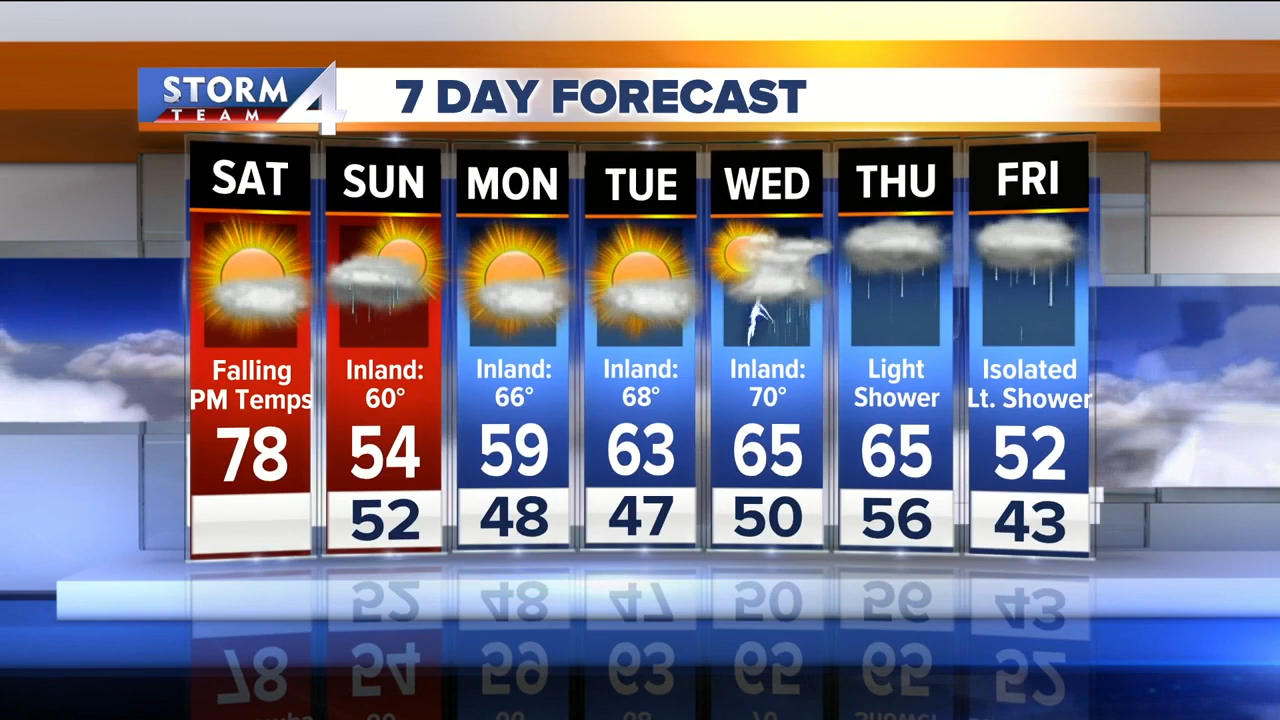 STORM
TEAM
4
7 DAY FORECAST
SAT
Falling
PM Temps
78
SUN
Inland:
60°
54
52
MON
Inland:
66°
59
48
TUE
Inland:
68°
63
47
WED
Inland:
70°
65
50
THU
Light
Shower
65
56
FRI
Isolated
Lt. Shower
52
43